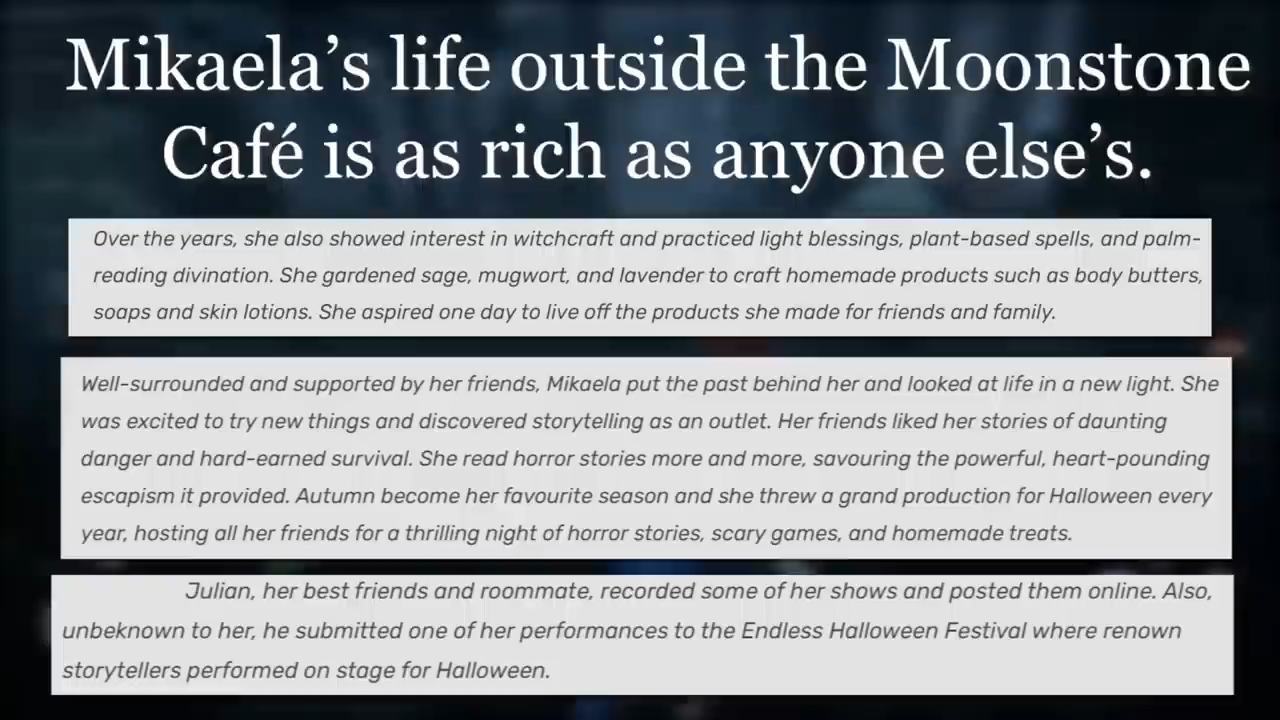 Mikaela’s life outside the Moonstone
Café is as rich as anyone else’s.
Over the years, she also showed interest in witchcraft and practiced light blessings, plant-based spells, and palm-
reading divination. She gardened sage, mugwort, and lavender to craft homemade products such as body butters,
soaps and skin lotions. She aspired one day to live off the products she made for friends and family.
Well-surrounded and supported by her friends, Mikaela put the past behind her and looked at life in a new light. She
was excited to try new things and discovered storytelling as an outlet. Her friends liked her stories of daunting
danger and hard-earned survival. She read horror stories more and more, savouring the powerful, heart-pounding
escapism it provided. Autumn become her favourite season and she threw a grand production for Halloween every
year, hosting all her friends for a thrilling night of horror stories, scary games, and homemade treats.
Julian, her best friends and roommate, recorded some of her shows and posted them online. Also,
unbeknown to her, he submitted one of her performances to the Endless Halloween Festival where renown
storytellers performed on stage for Halloween.